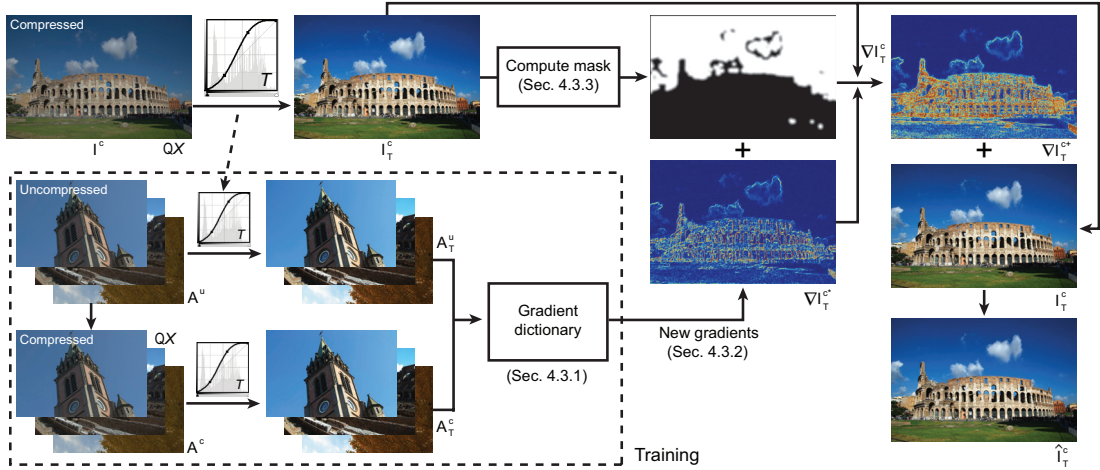 Compressed
T
I^c QX
I_T^c
Compute mask
(Sec. 4.3.3)
∇I_T^c
+
+
∇I_T^c+
Uncompressed
T
A^u
A_T^u
∇I_T^c*
I_T^c
Compressed
QX
T
A^c
A_T^c
Gradient
dictionary
(Sec. 4.3.1)
New gradients
(Sec. 4.3.2)
Training
Î_T^c